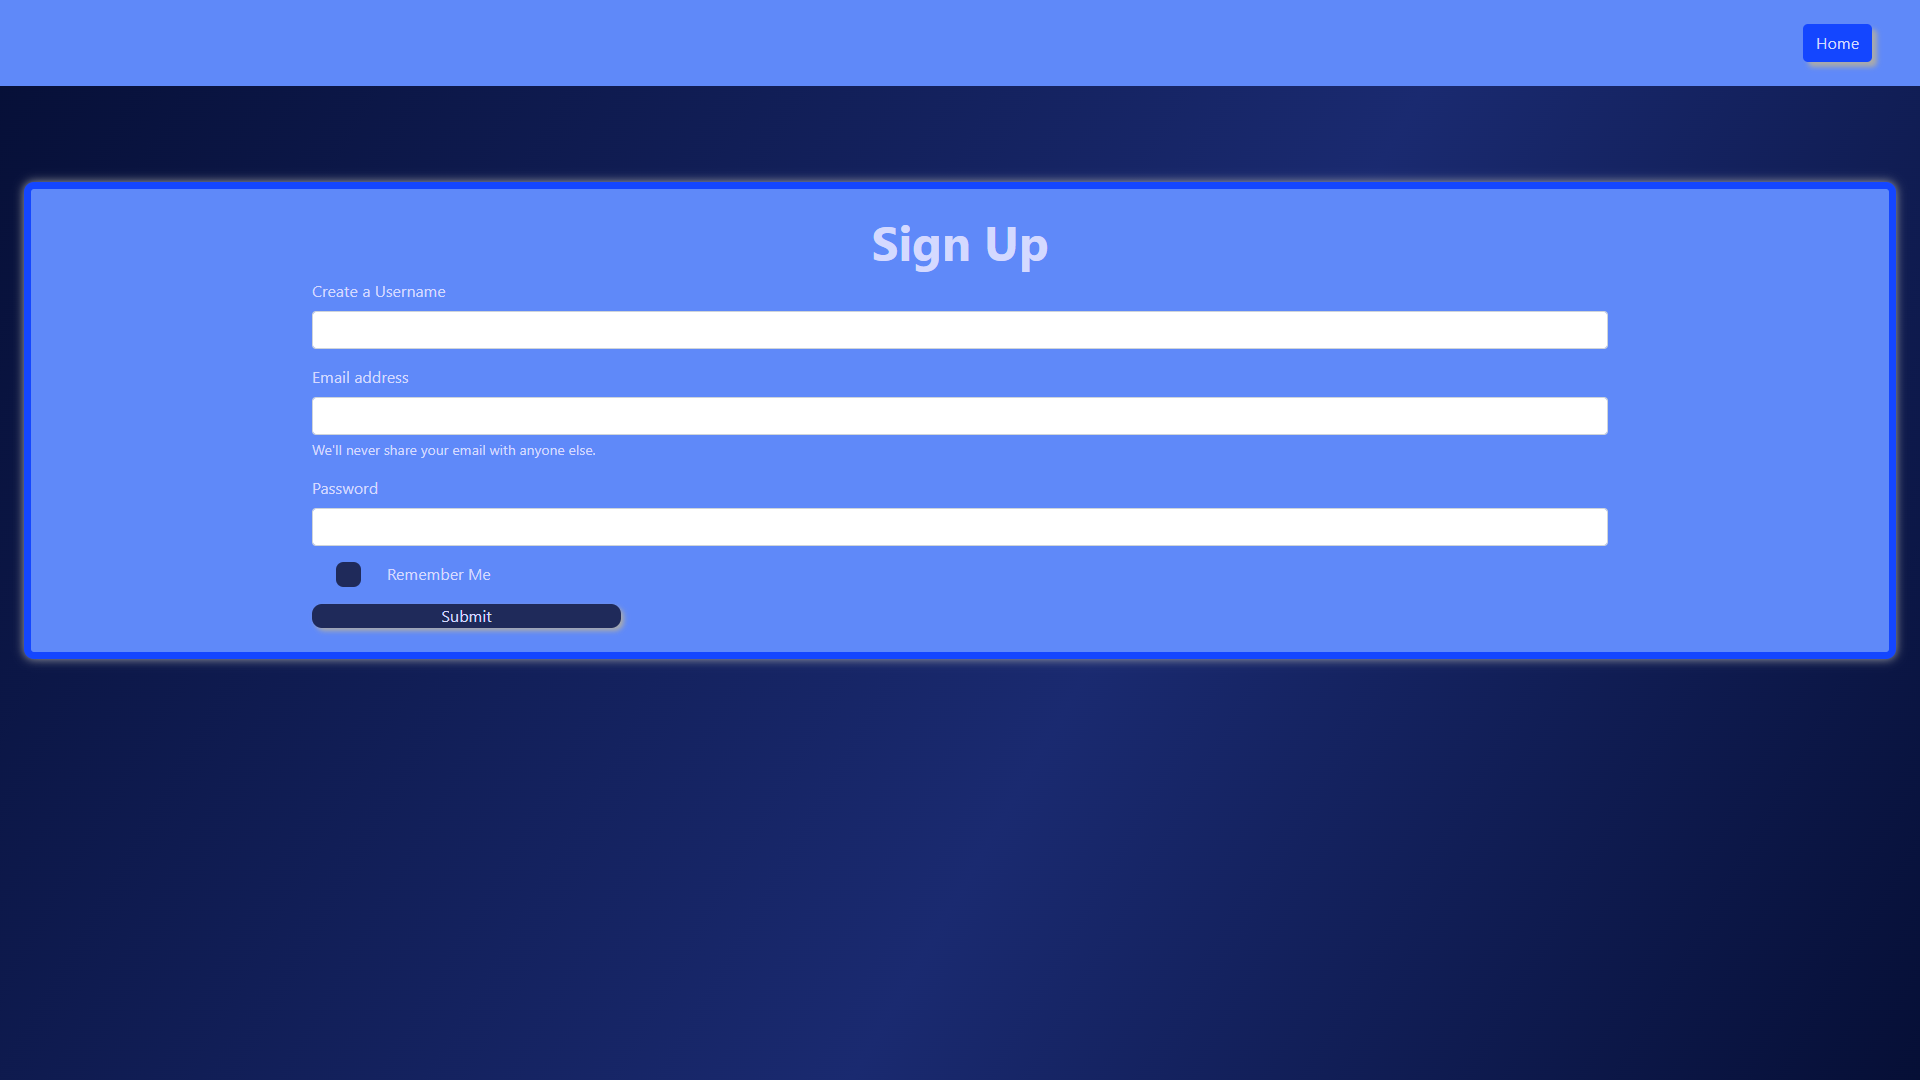 Home
Sign Up
Create a Username
Email address
We'll never share your email with anyone else.
Password
Remember Me
Submit